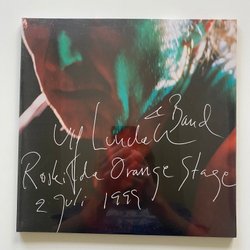 Ulf Lundell & Band
Roskilde Orange Stage
2 juli 1999